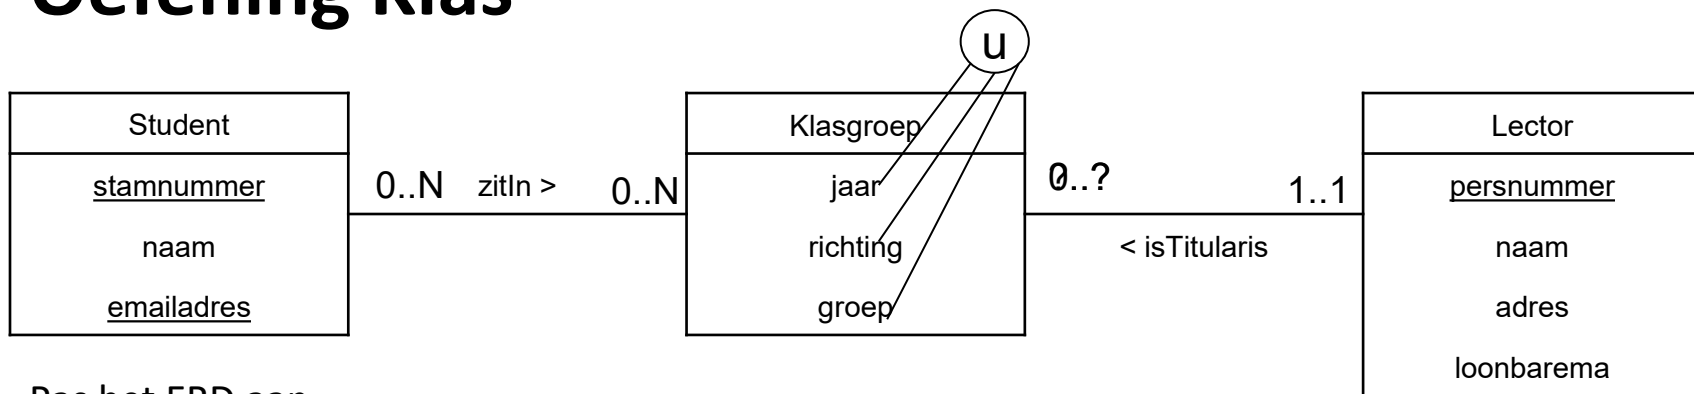 Oefening Klas
u
Student
Klasgroep
Lector
stamnummer
0..N
zitIn >
0..N
jaar
0..?
1..1
persnummer
naam
richting
< isTitularis
naam
emailadres
groep
adres
loonbarema
Pas het ERD aan